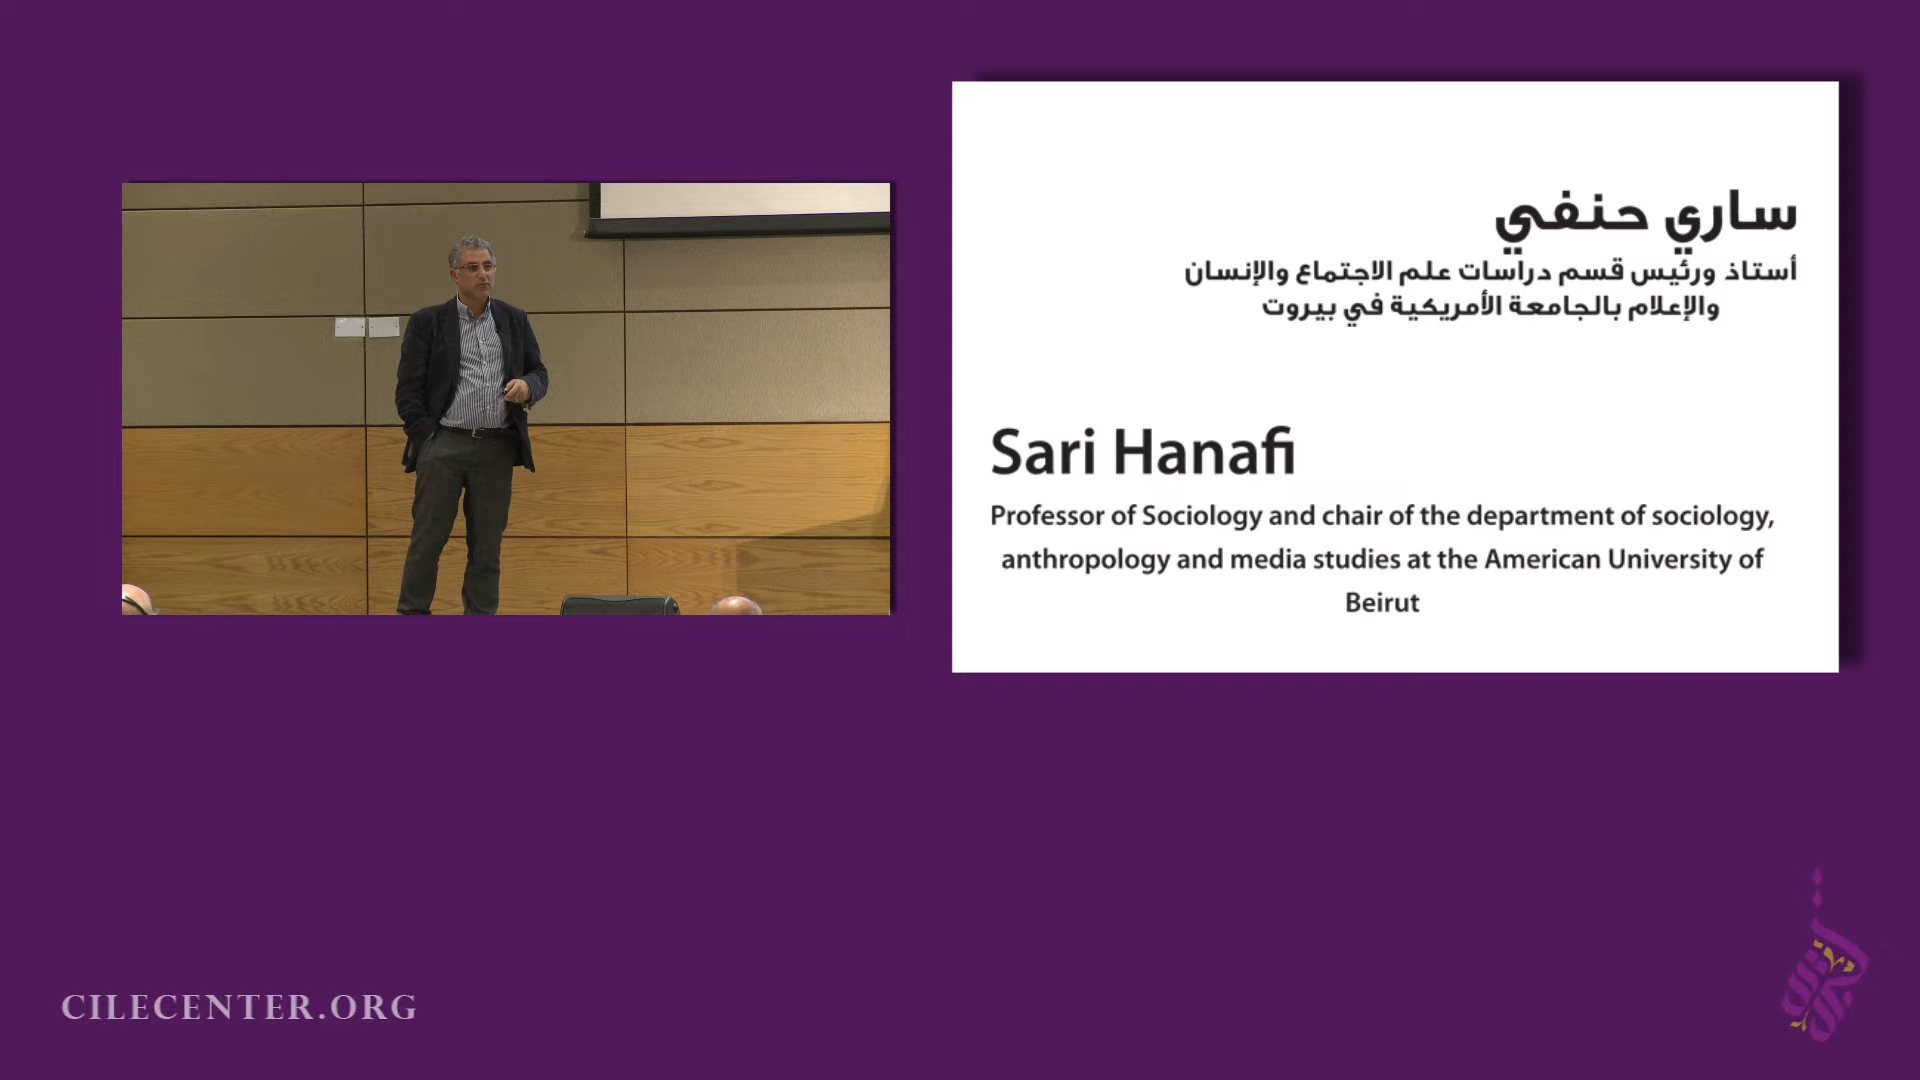 ساري حنفي
أستاذ ورئيس قسم دراسات علم الاجتماع والإنسان
والإعلام بالجامعة الأمريكية في بيروت
Sari Hanafi
Professor of Sociology and chair of the department of sociology,
anthropology and media studies at the American University of
Beirut
CILECENTER.ORG